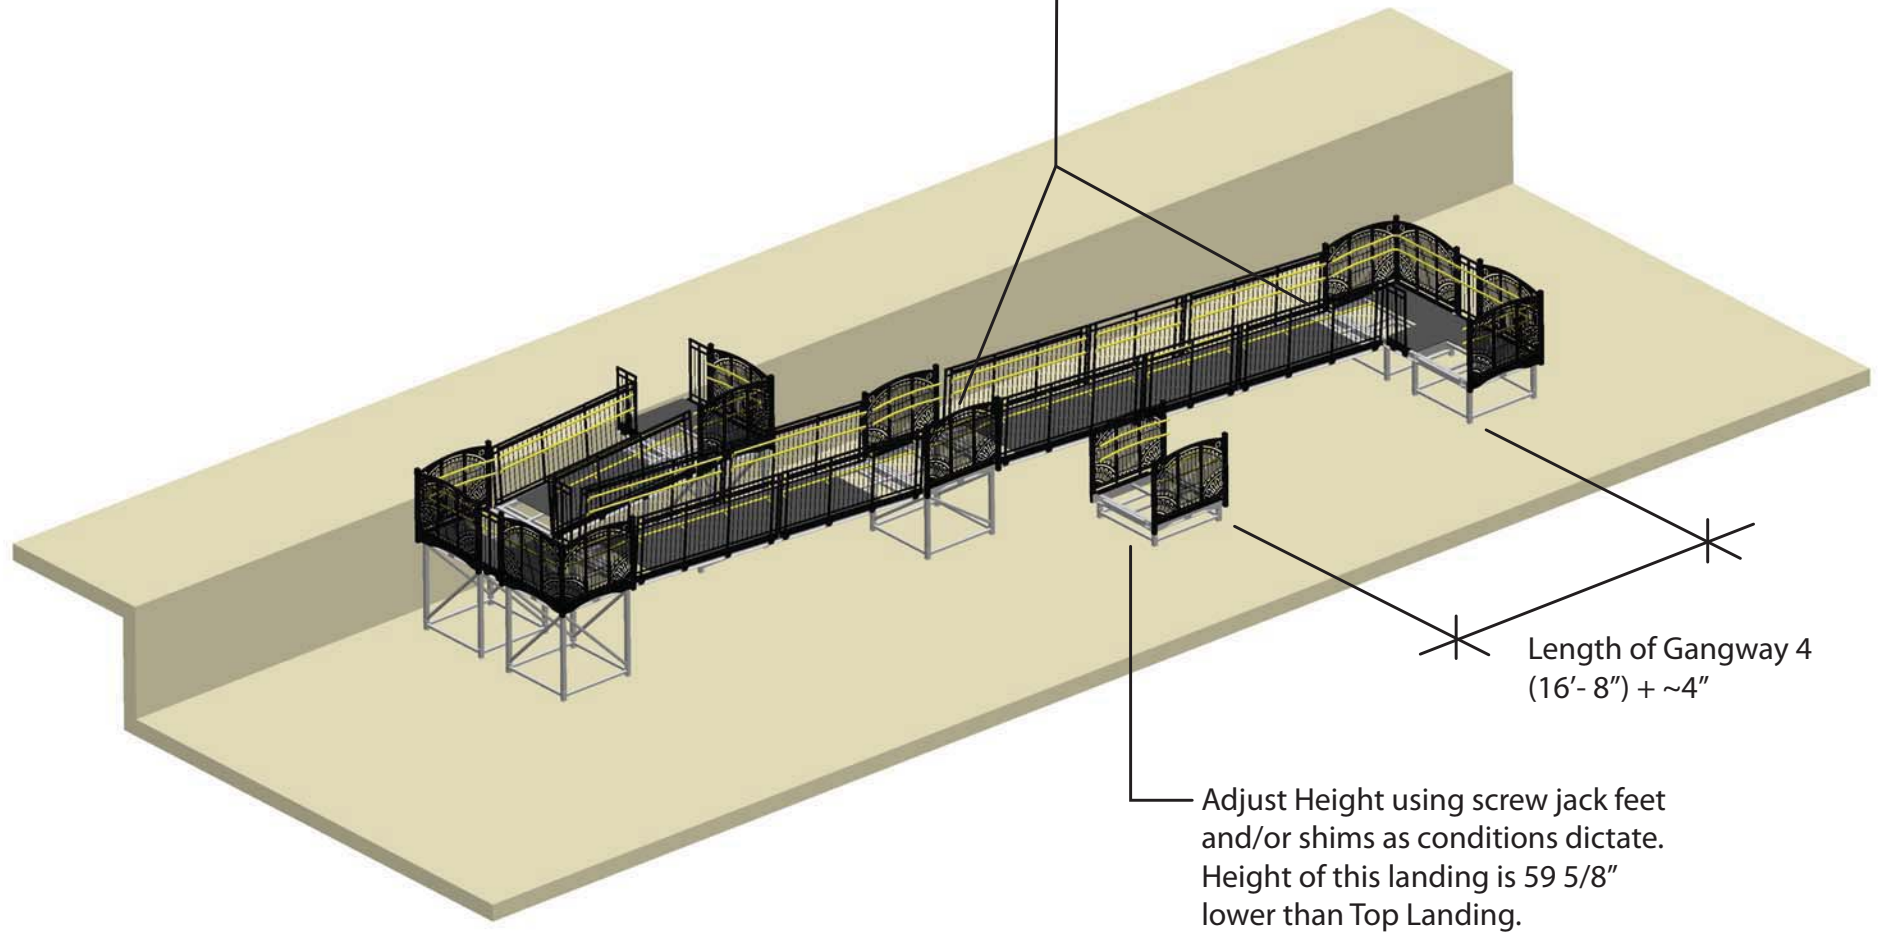 Length of Gangway 4
(16’- 8”) + ~4”
Adjust Height using screw jack feet
and/or shims as conditions dictate.
Height of this landing is 59 5/8”
lower than Top Landing.